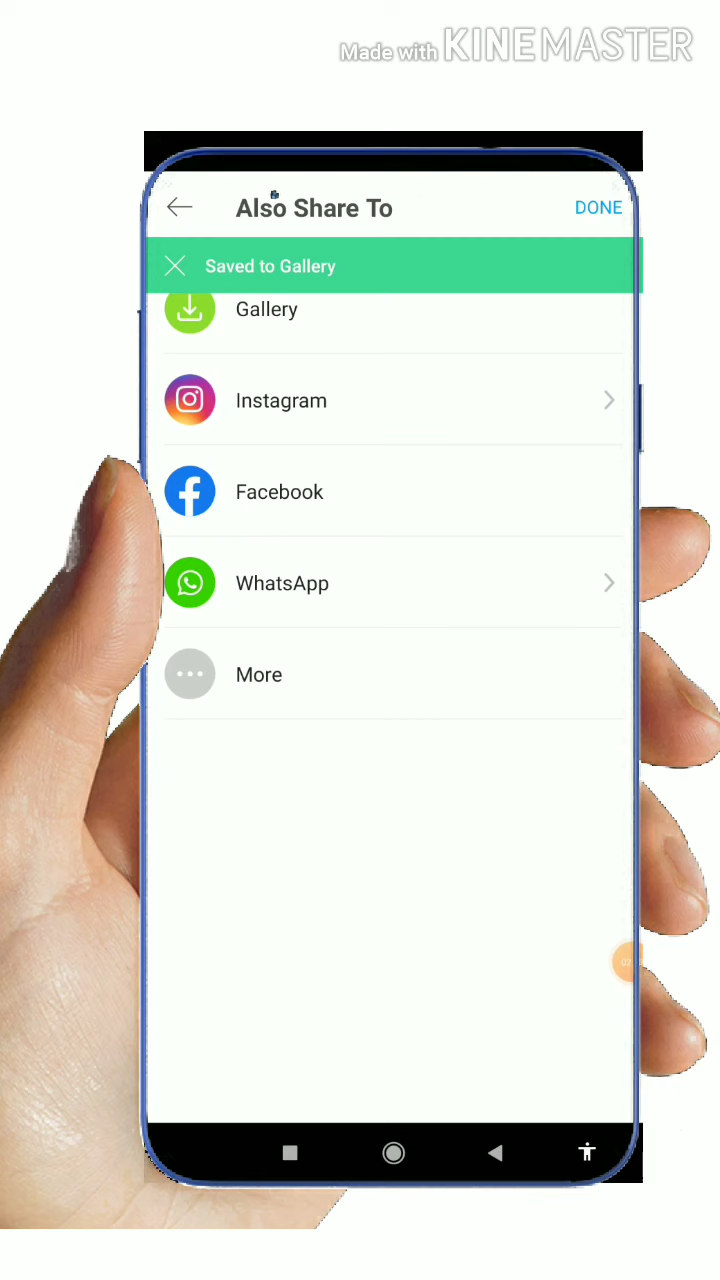 Made with KINEMASTER
Also Share To
DONE
Saved to Gallery
Gallery
Instagram
Facebook
WhatsApp
More